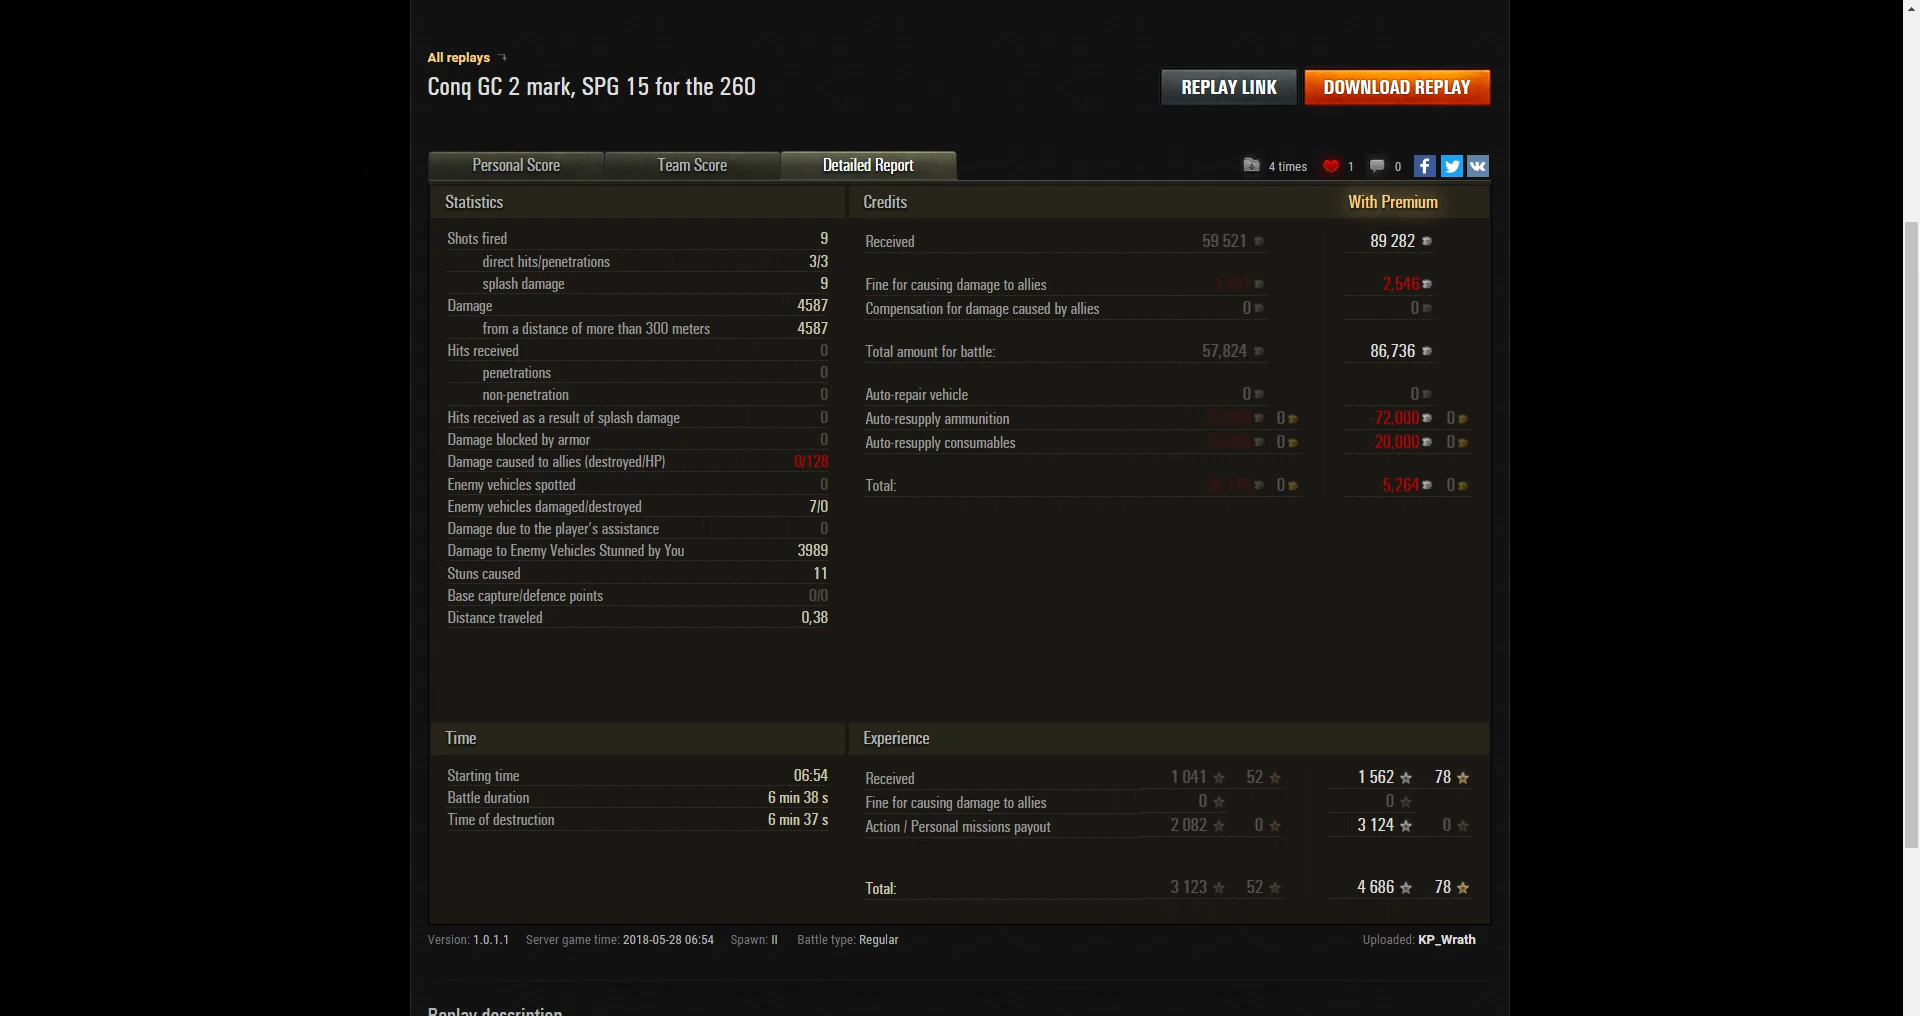 All replays
Conq GC 2 mark, SPG 15 for the 260
REPLAY LINK
DOWNLOAD REPLAY
Personal Score Team Score Detailed Report
4 times 1 0
Statistics
Shots fired 9
direct hits/penetrations 3/3
splash damage 9
Damage 4587
from a distance of more than 300 meters 4587
Hits received 0
penetrations 0
non-penetration 0
Hits received as a result of splash damage 0
Damage blocked by armor 0
Damage caused to allies (destroyed/HP) 0/128
Enemy vehicles spotted 0
Enemy vehicles damaged/destroyed 7/0
Damage due to the player's assistance 0
Damage to Enemy Vehicles Stunned by You 3989
Stuns caused 11
Base capture/defence points 0/0
Distance traveled 0,38
Credits With Premium
Received 59 521 89 282
Fine for causing damage to allies 2,546
Compensation for damage caused by allies 0 0
Total amount for battle: 57,824 86,736
Auto-repair vehicle 0 0
Auto-resupply ammunition 0 -72,000 0
Auto-resupply consumables 0 -20,000 0
Total: 0 -5,264 0
Time
Starting time 06:54
Battle duration 6 min 38 s
Time of destruction 6 min 37 s
Experience
Received 1 041 52 1 562 78
Fine for causing damage to allies 0 0
Action / Personal missions payout 2 082 0 3 124 0
Total: 3 123 52 4 686 78
Version: 1.0.1.1 Server game time: 2018-05-28 06:54 Spawn: II Battle type: Regular
Uploaded: KP_Wrath
Replay description